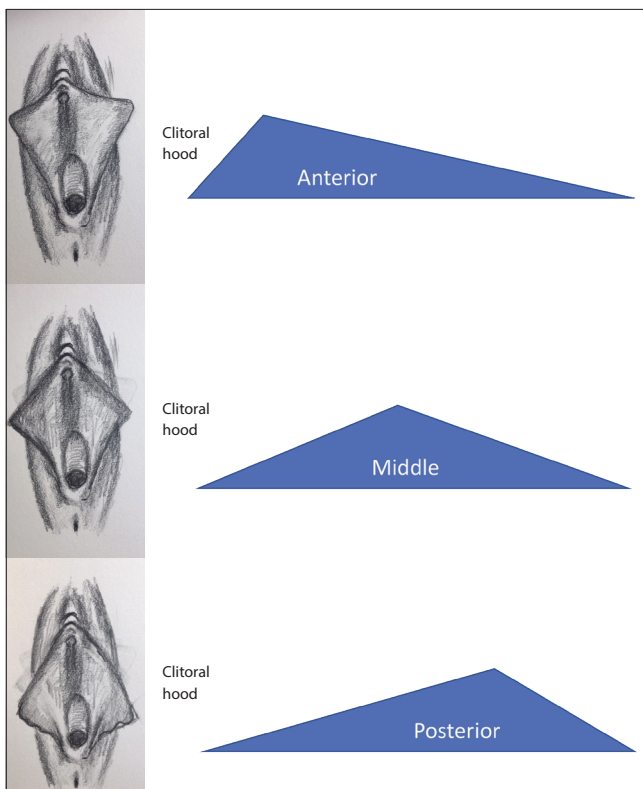 Clitoral
hood
Anterior
Clitoral
hood
Middle
Clitoral
hood
Posterior